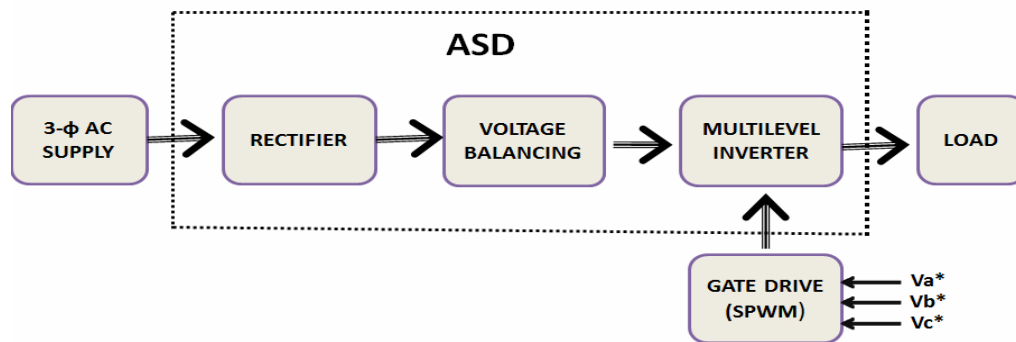 ASD
3-ϕ AC
SUPPLY
RECTIFIER
VOLTAGE
BALANCING
MULTILEVEL
INVERTER
LOAD
GATE DRIVE
(SPWM)
Va*
Vb*
Vc*